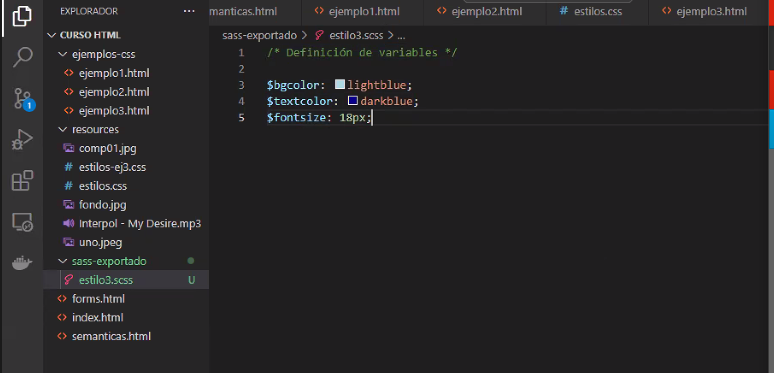 EXPLORADOR ...
CURSO HTML
ejemplos-css
ejemplo1.html
ejemplo2.html
ejemplo3.html
resources
comp01.jpg
estilos-ej3.css
estilos.css
fondo.jpg
Interpol - My Desire.mp3
uno.jpeg
sass-exportado
estilo3.scss U
forms.html
index.html
semanticas.html
1
manticas.html ejemplo1.html ejemplo2.html # estilos.css ejemplo3.html
sass-exportado > estilo3.scss > ...
1 /* Definición de variables */
2
3 $bgcolor: lightblue;
4 $textcolor: darkblue;
5 $fontsize: 18px;